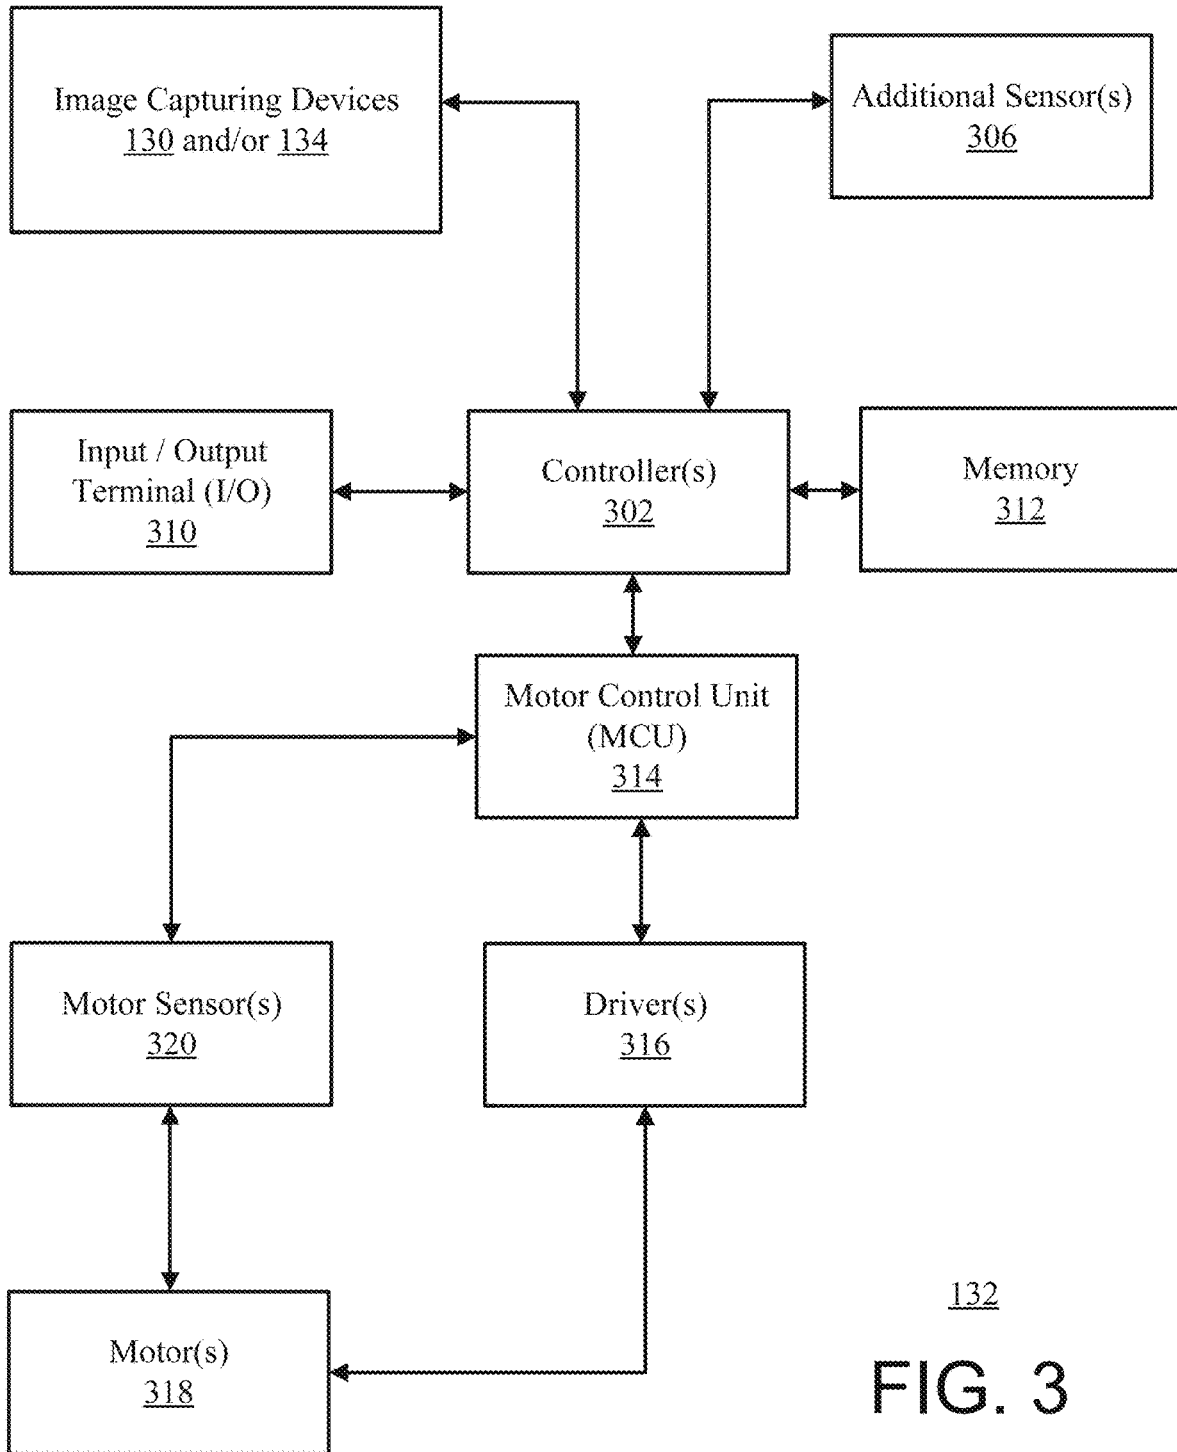 Image Capturing Devices
130 and/or 134
Additional Sensor(s)
306
Input / Output
Terminal (I/O)
310
Controller(s)
302
Memory
312
Motor Control Unit
(MCU)
314
Motor Sensor(s)
320
Driver(s)
316
Motor(s)
318
132
FIG. 3